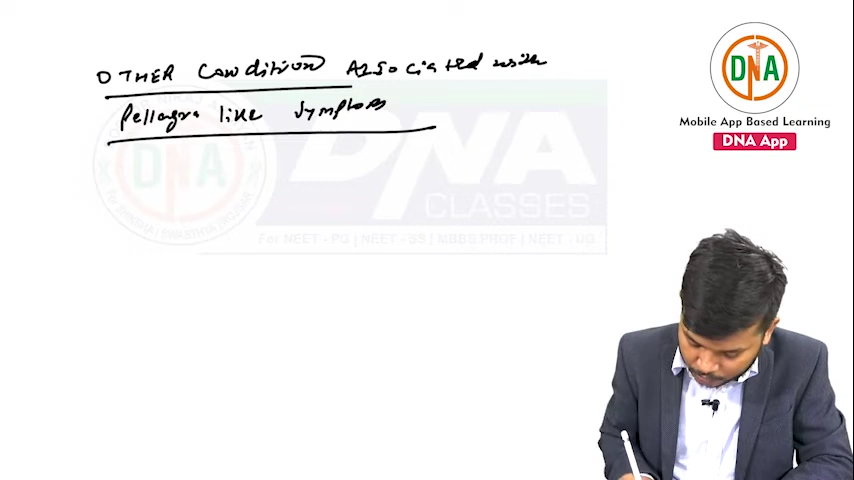 OTHER Condition Associated with
Pellagra like symptoms
DNA
Mobile App Based Learning
DNA App
DNA
DNA
CLASSES
For NEET - PG | NEET - SS | MBBS PROF | NEET - UG